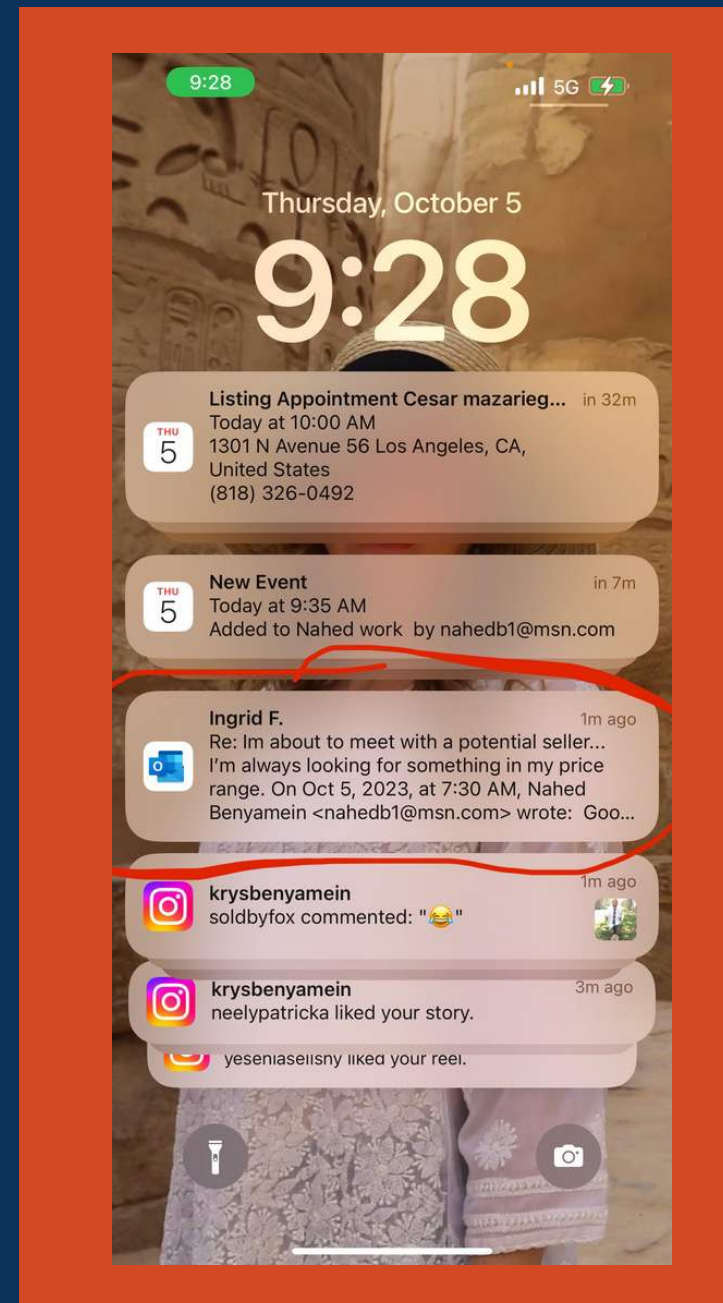 9:28
5G
Thursday, October 5
9:28
Listing Appointment Cesar mazarieg... in 32m
THU
5
Today at 10:00 AM
1301 N Avenue 56 Los Angeles, CA,
United States
(818) 326-0492
New Event in 7m
THU
5
Today at 9:35 AM
Added to Nahed work by nahedb1@msn.com
Ingrid F. 1m ago
Re: Im about to meet with a potential seller...
I'm always looking for something in my price
range. On Oct 5, 2023, at 7:30 AM, Nahed
Benyamein <nahedb1@msn.com> wrote: Goo...
krysbenyamein 1m ago
soldbyfox commented: "😂"
krysbenyamein 3m ago
neelypatricka liked your story.
yeseniasellsny liked your reel.